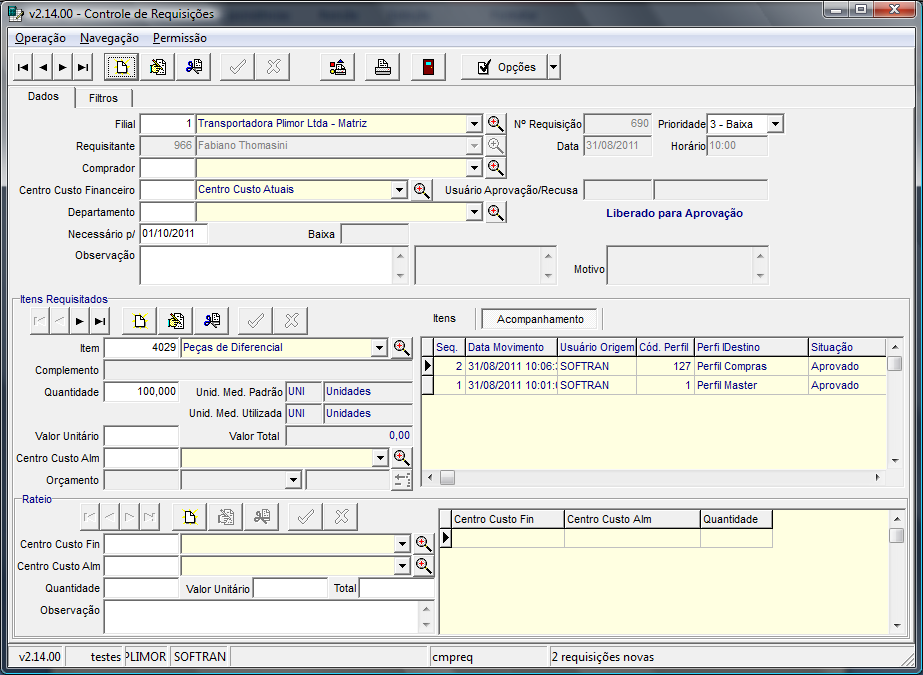 v2.14.00 - Controle de Requisições
Operação Navegação Permissão
Opções
Dados Filtros
Filial 1 Transportadora Plimor Ltda - Matriz Nº Requisição 690 Prioridade 3 - Baixa
Requisitante 966 Fabiano Thomasini Data 31/08/2011 Horário 10:00
Comprador
Centro Custo Financeiro Centro Custo Atuais Usuário Aprovação/Recusa
Departamento Liberado para Aprovação
Necessário p/ 01/10/2011 Baixa
Observação Motivo
Itens Requisitados
Itens Acompanhamento
Item 4029 Peças de Diferencial
Complemento
Quantidade 100,000 Unid. Med. Padrão UNI Unidades
Unid. Med. Utilizada UNI Unidades
Valor Unitário Valor Total 0,00
Centro Custo Alm
Orçamento
Seq. Data Movimento Usuário Origem Cód. Perfil Perfl Destino Situação
2 31/08/2011 10:06: SOFTRAN 127 Perfil Compras Aprovado
1 31/08/2011 10:01: SOFTRAN 1 Perfil Master Aprovado
Rateio
Centro Custo Fin
Centro Custo Alm
Quantidade Valor Unitário Total
Observação
Centro Custo Fin Centro Custo Alm Quantidade
v2.14.00 testes PLIMOR SOFTRAN cmpreq 2 requisições novas